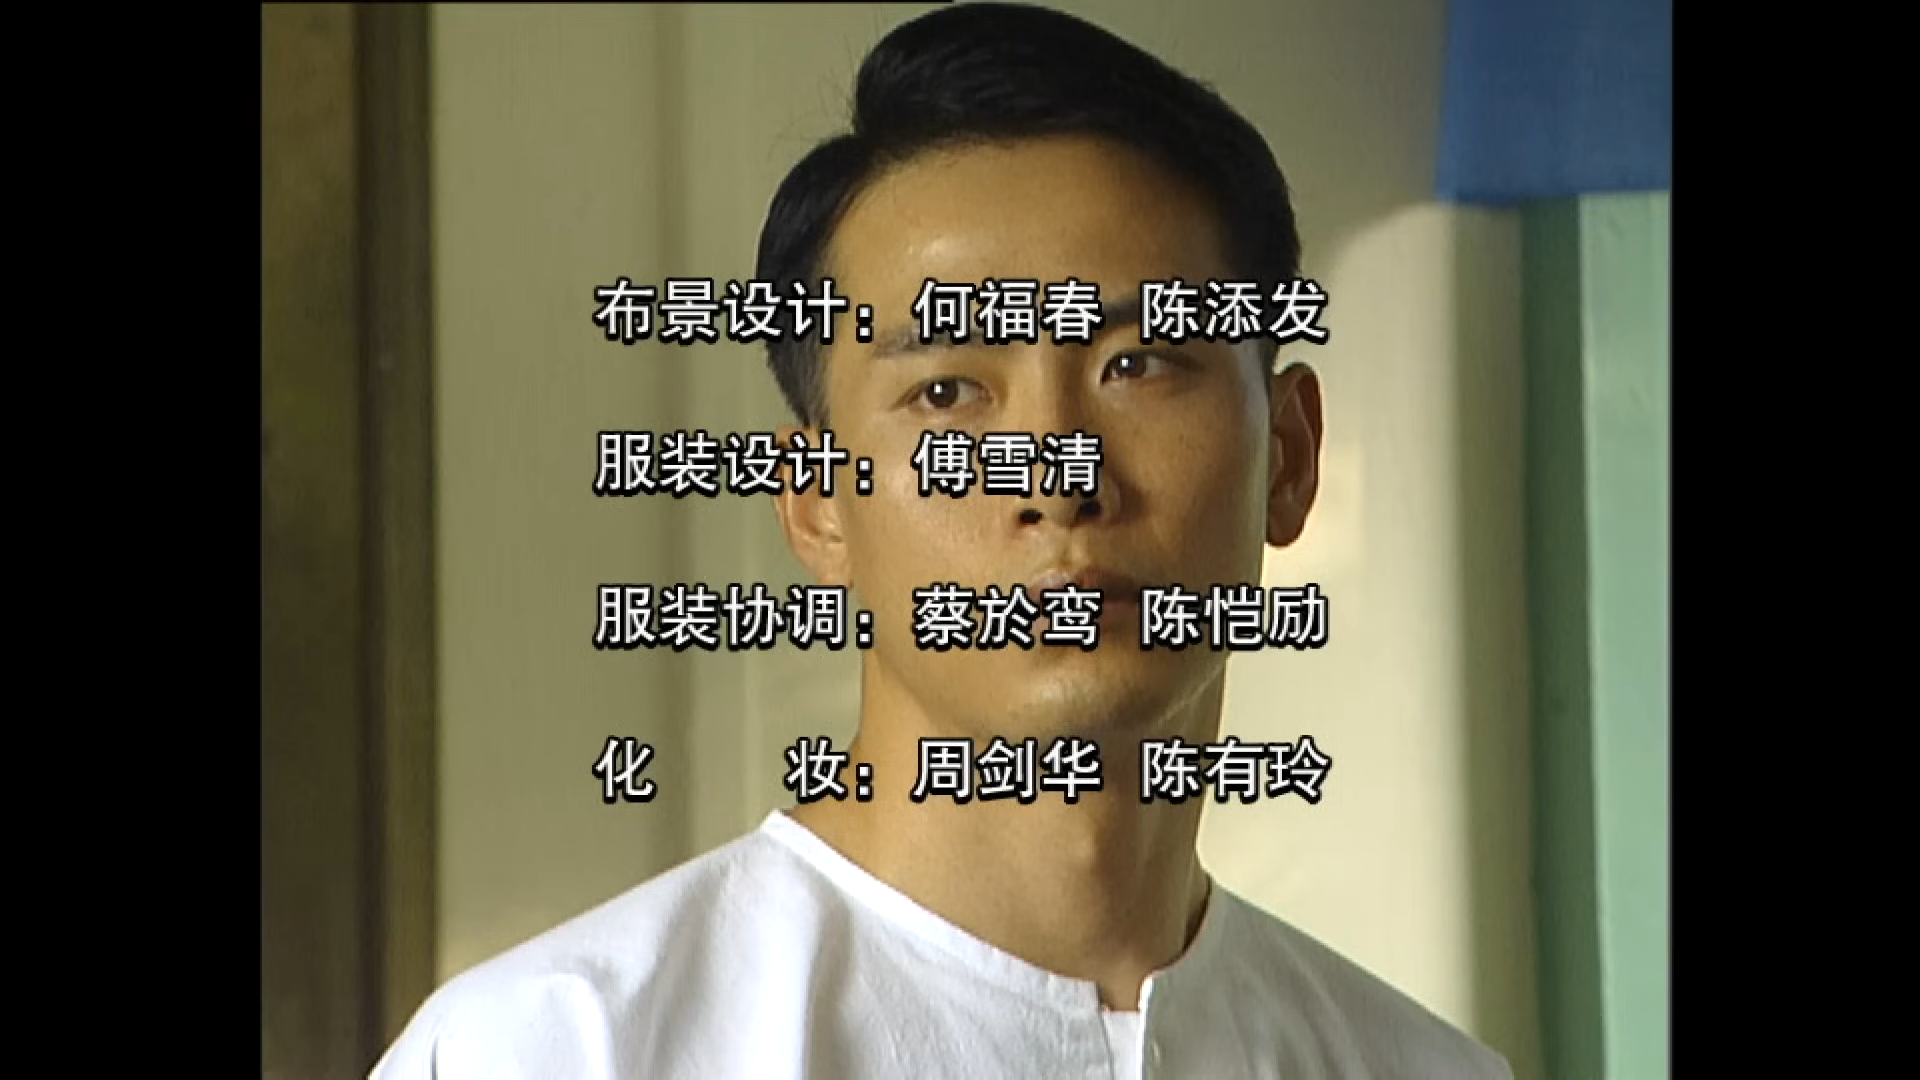 布景设计：何福春 陈添发
服装设计：傅雪清
服装协调：蔡於鸾 陈恺励
化 妆：周剑华 陈有玲